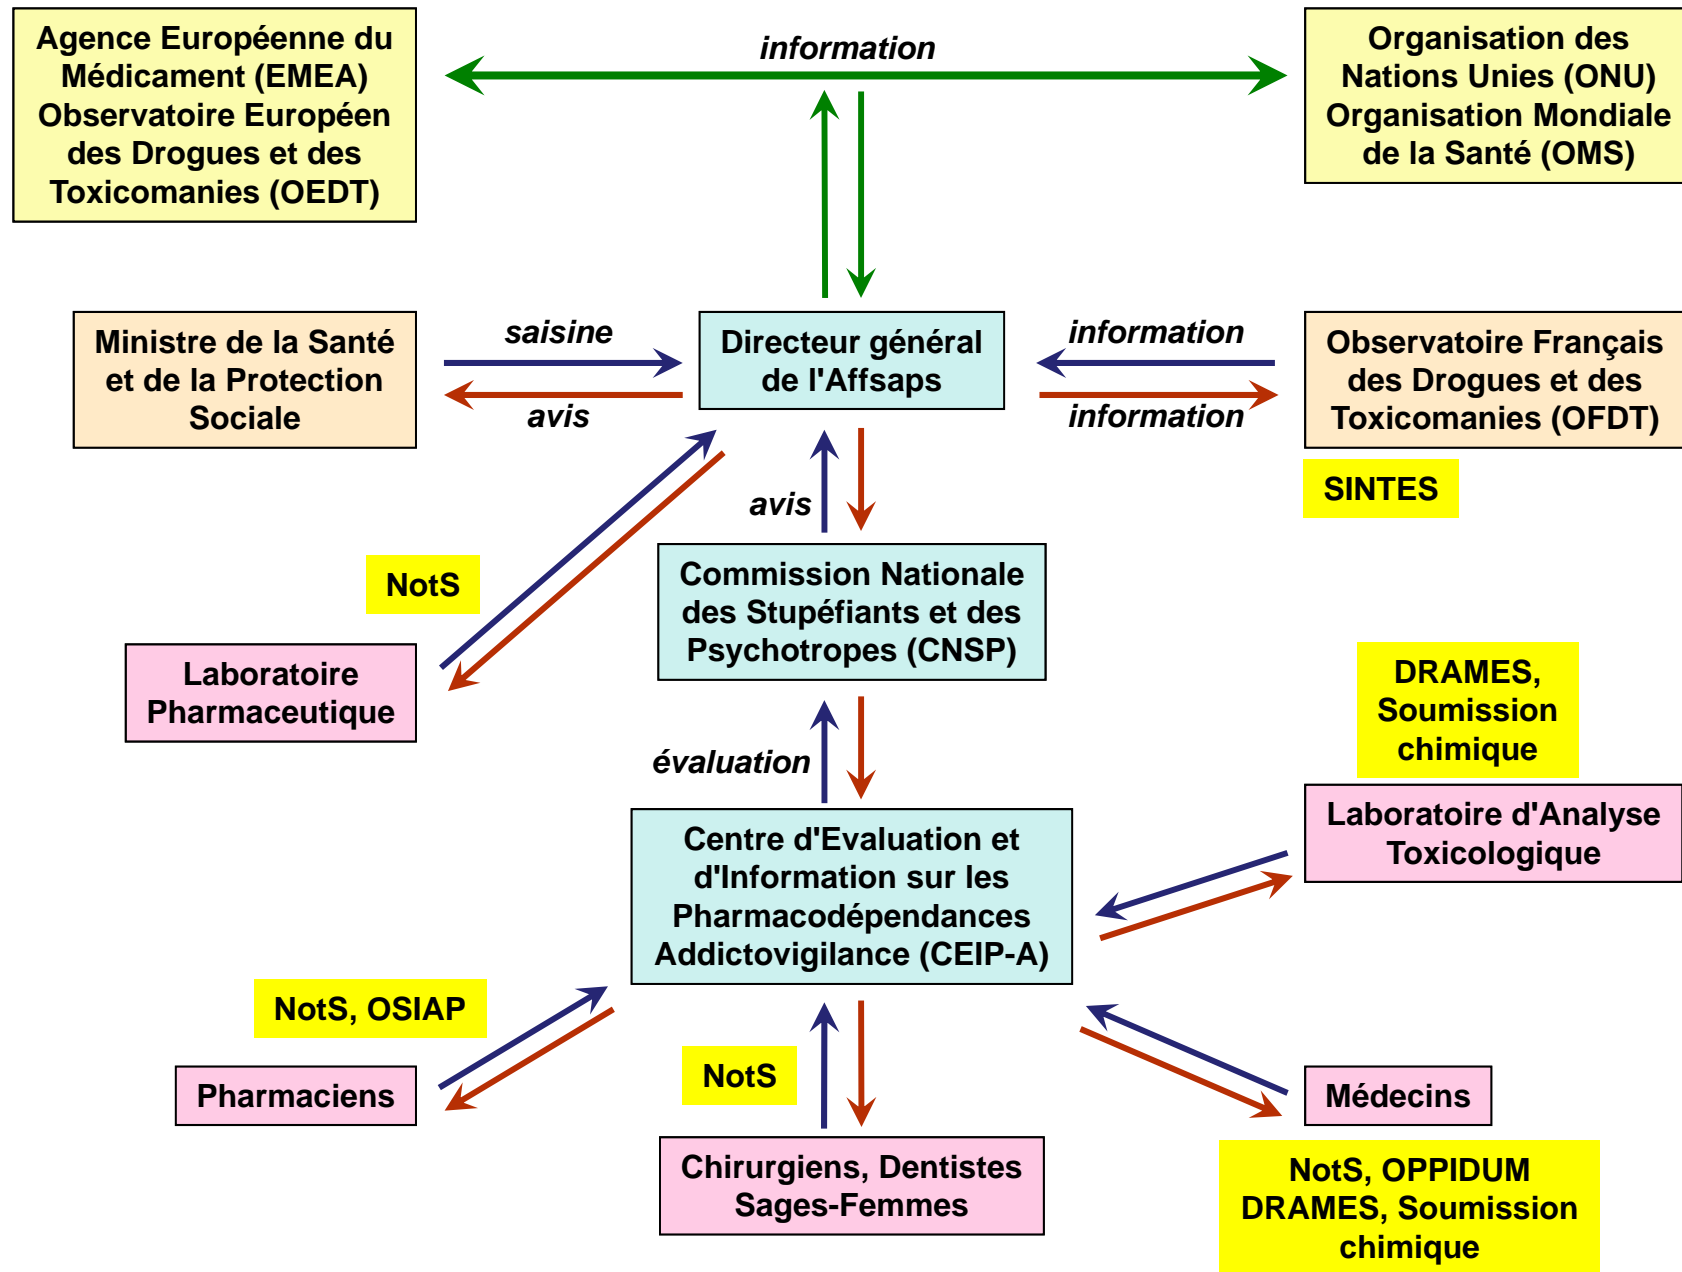 Agence Européenne du
Médicament (EMEA)
Observatoire Européen
des Drogues et des
Toxicomanies (OEDT)
information
Organisation des
Nations Unies (ONU)
Organisation Mondiale
de la Santé (OMS)
Ministre de la Santé
et de la Protection
Sociale
saisine
avis
Directeur général
de l'Affsaps
information
information
Observatoire Français
des Drogues et des
Toxicomanies (OFDT)
SINTES
avis
NotS
Commission Nationale
des Stupéfiants et des
Psychotropes (CNSP)
Laboratoire
Pharmaceutique
DRAMES,
Soumission
chimique
évaluation
Laboratoire d'Analyse
Toxicologique
Centre d'Evaluation et
d'Information sur les
Pharmacodépendances
Addictovigilance (CEIP-A)
NotS, OSIAP
NotS
Pharmaciens
Médecins
Chirurgiens, Dentistes
Sages-Femmes
NotS, OPPIDUM
DRAMES, Soumission
chimique